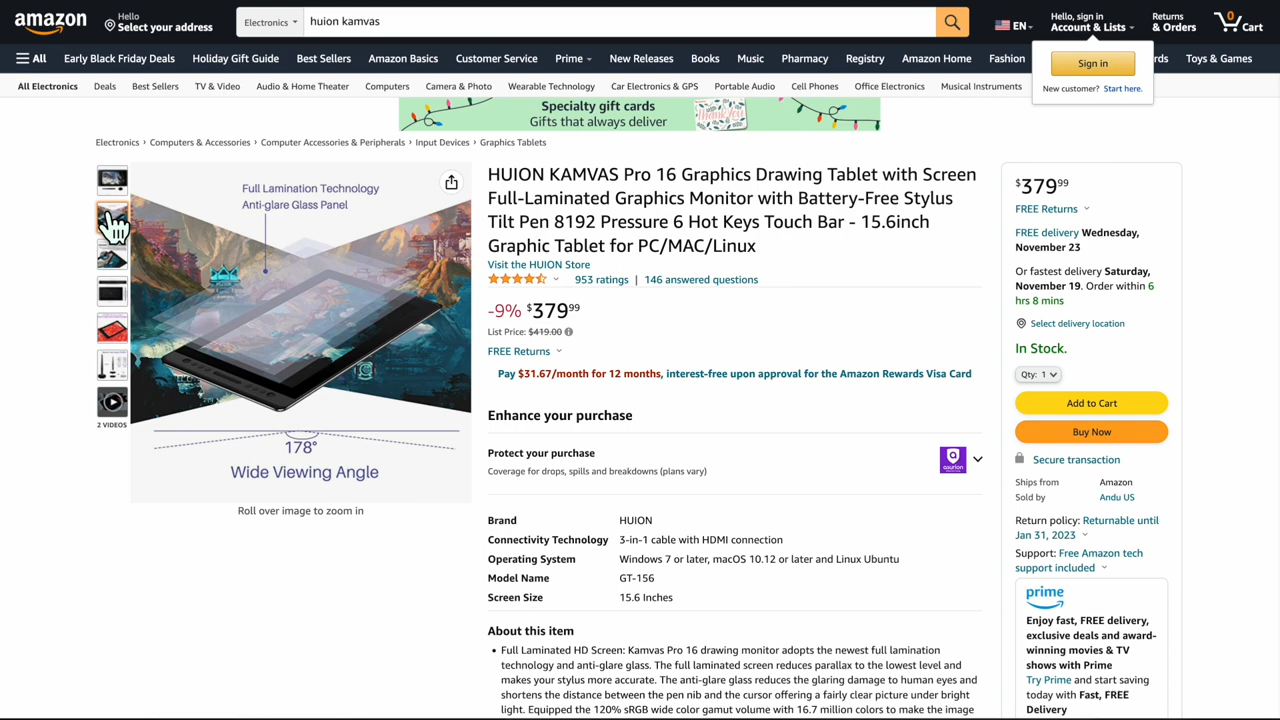 amazon
Hello
Select your address
Electronics
huion kamvas
EN
Hello, sign in
Account & Lists
Returns
& Orders
0
Cart
All
Early Black Friday Deals
Holiday Gift Guide
Best Sellers
Amazon Basics
Customer Service
Prime
New Releases
Books
Music
Pharmacy
Registry
Amazon Home
Fashion
rds
Toys & Games
Sign in
New customer? Start here.
All Electronics
Deals
Best Sellers
TV & Video
Audio & Home Theater
Computers
Camera & Photo
Wearable Technology
Car Electronics & GPS
Portable Audio
Cell Phones
Office Electronics
Musical Instruments
Specialty gift cards
Gifts that always deliver
Electronics › Computers & Accessories › Computer Accessories & Peripherals › Input Devices › Graphics Tablets
Full Lamination Technology
Anti-glare Glass Panel
178°
Wide Viewing Angle
2 VIDEOS
Roll over image to zoom in
HUION KAMVAS Pro 16 Graphics Drawing Tablet with Screen
Full-Laminated Graphics Monitor with Battery-Free Stylus
Tilt Pen 8192 Pressure 6 Hot Keys Touch Bar - 15.6inch
Graphic Tablet for PC/MAC/Linux
Visit the HUION Store
953 ratings | 146 answered questions
-9% $37999
List Price: $419.00
FREE Returns
Pay $31.67/month for 12 months, interest-free upon approval for the Amazon Rewards Visa Card
Enhance your purchase
Protect your purchase
Coverage for drops, spills and breakdowns (plans vary)
asurion
Brand HUION
Connectivity Technology 3-in-1 cable with HDMI connection
Operating System Windows 7 or later, macOS 10.12 or later and Linux Ubuntu
Model Name GT-156
Screen Size 15.6 Inches
About this item
• Full Laminated HD Screen: Kamvas Pro 16 drawing monitor adopts the newest full lamination
technology and anti-glare glass. The full laminated screen reduces parallax to the lowest level and
makes your stylus more accurate. The anti-glare glass reduces the glaring damage to human eyes and
shortens the distance between the pen nib and the cursor offering a fairly clear picture under bright
light. Equipped the 120% sRGB wide color gamut volume with 16.7 million colors to make the image
$37999
FREE Returns
FREE delivery Wednesday,
November 23
Or fastest delivery Saturday,
November 19. Order within 6
hrs 8 mins
Select delivery location
In Stock.
Qty: 1
Add to Cart
Buy Now
Secure transaction
Ships from Amazon
Sold by Andu US
Return policy: Returnable until
Jan 31, 2023
Support: Free Amazon tech
support included
prime
Enjoy fast, FREE delivery,
exclusive deals and award-
winning movies & TV
shows with Prime
Try Prime and start saving
today with Fast, FREE
Delivery